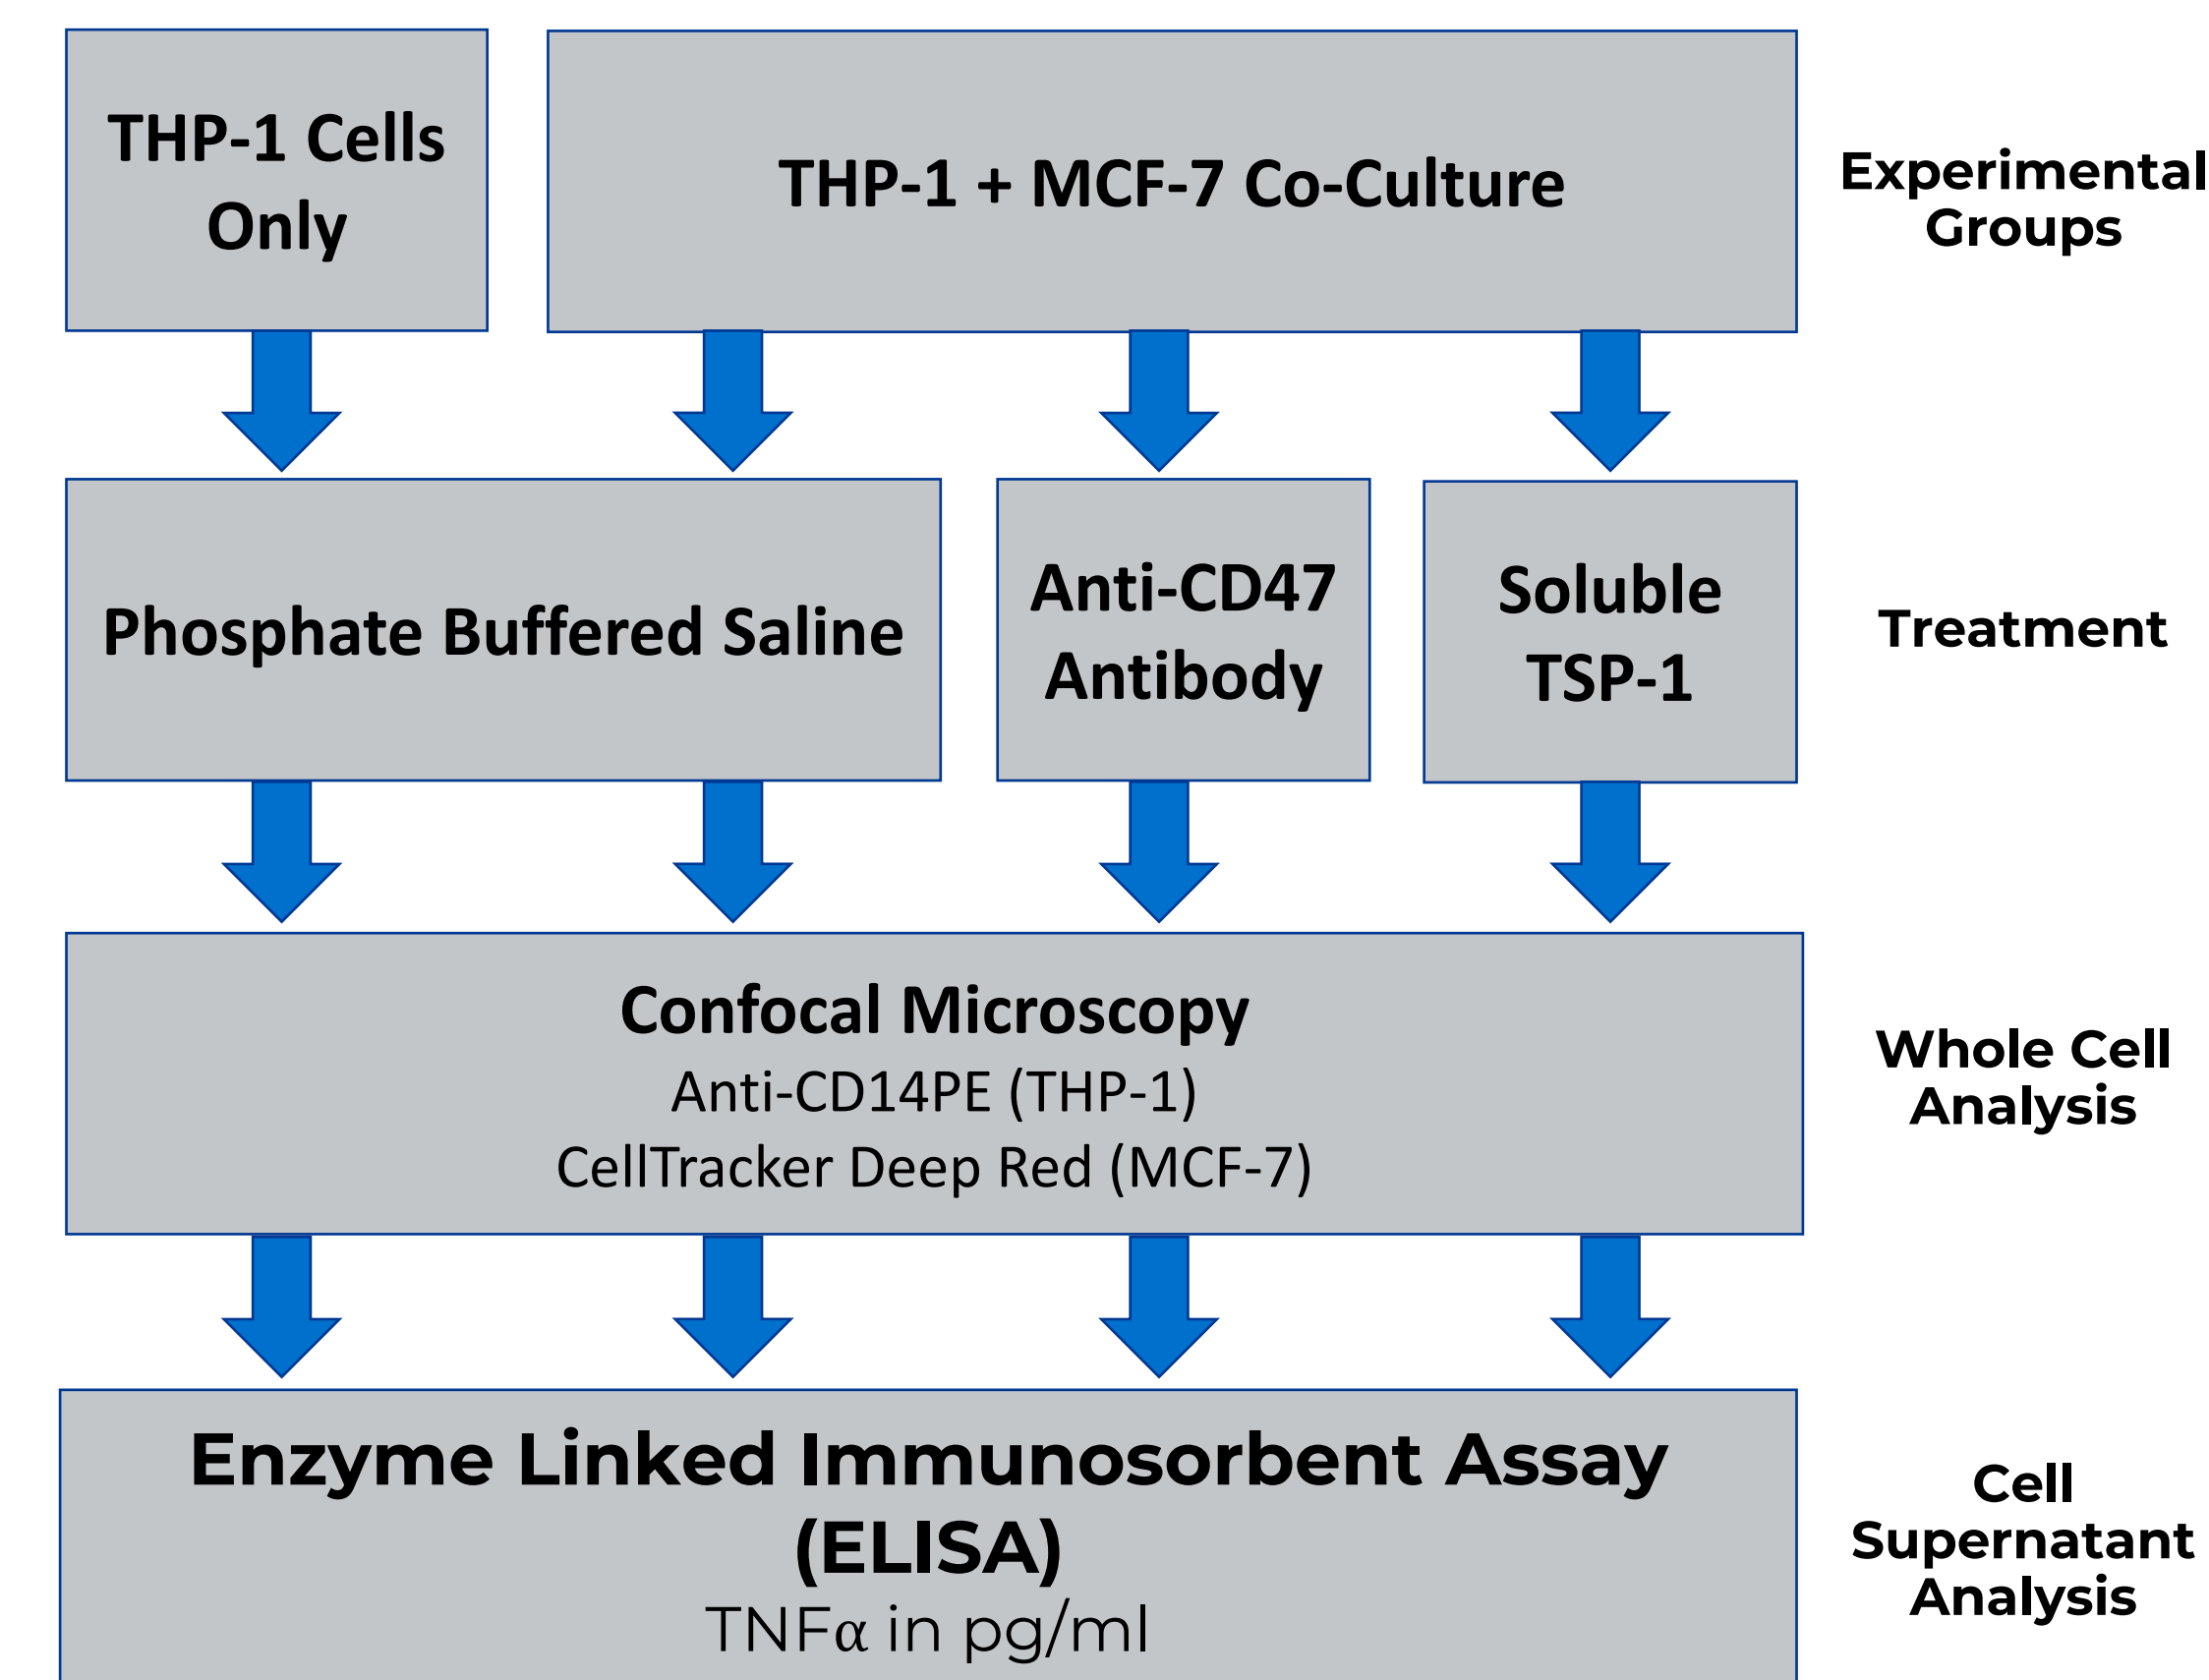 THP-1 Cells
Only
THP-1 + MCF-7 Co-Culture
Experimental
Groups
Phosphate Buffered Saline
Anti-CD47
Antibody
Soluble
TSP-1
Treatment
Confocal Microscopy
Anti-CD14PE (THP-1)
CellTracker Deep Red (MCF-7)
Whole Cell
Analysis
Enzyme Linked Immunosorbent Assay
(ELISA)
TNFα in pg/ml
Cell
Supernatant
Analysis